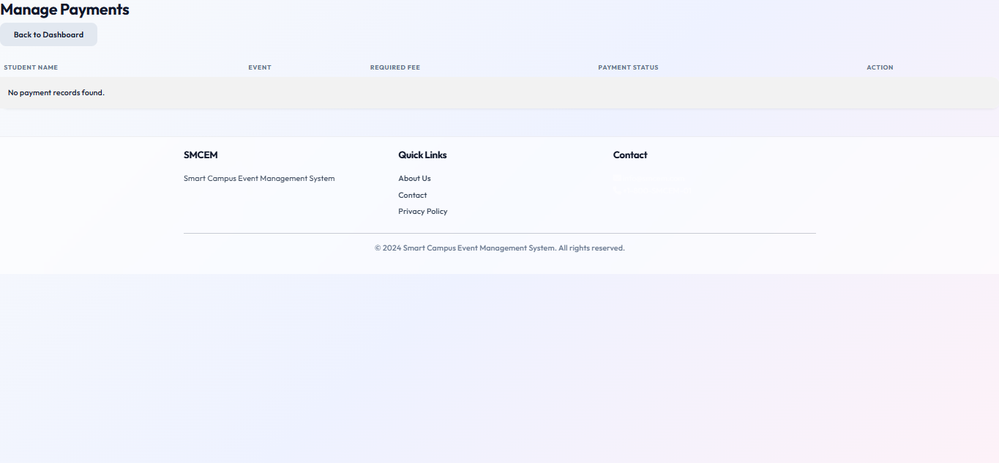 Manage Payments
Back to Dashboard
STUDENT NAME EVENT REQUIRED FEE PAYMENT STATUS ACTION
No payment records found.
SMCEM Quick Links Contact
Smart Campus Event Management System About Us
Contact
Privacy Policy
© 2024 Smart Campus Event Management System. All rights reserved.